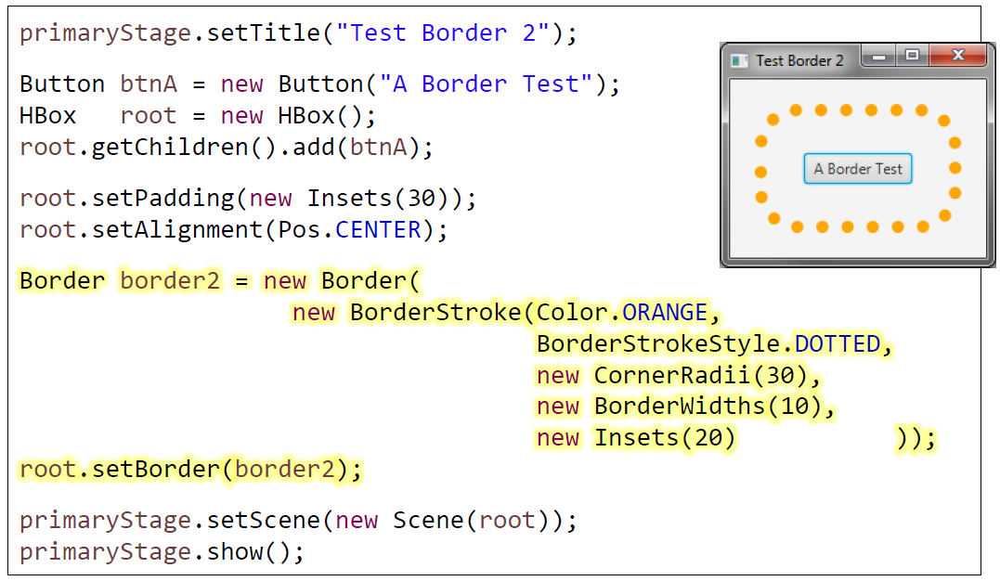 primaryStage.setTitle("Test Border 2");
Button btnA = new Button("A Border Test");
HBox   root = new HBox();
root.getChildren().add(btnA);
root.setPadding(new Insets(30));
root.setAlignment(Pos.CENTER);
Border border2 = new Border(
new BorderStroke(Color.ORANGE,
BorderStrokeStyle.DOTTED,
new CornerRadii(30),
new BorderWidths(10),
new Insets(20)           ));
root.setBorder(border2);
primaryStage.setScene(new Scene(root));
primaryStage.show();
Test Border 2
A Border Test